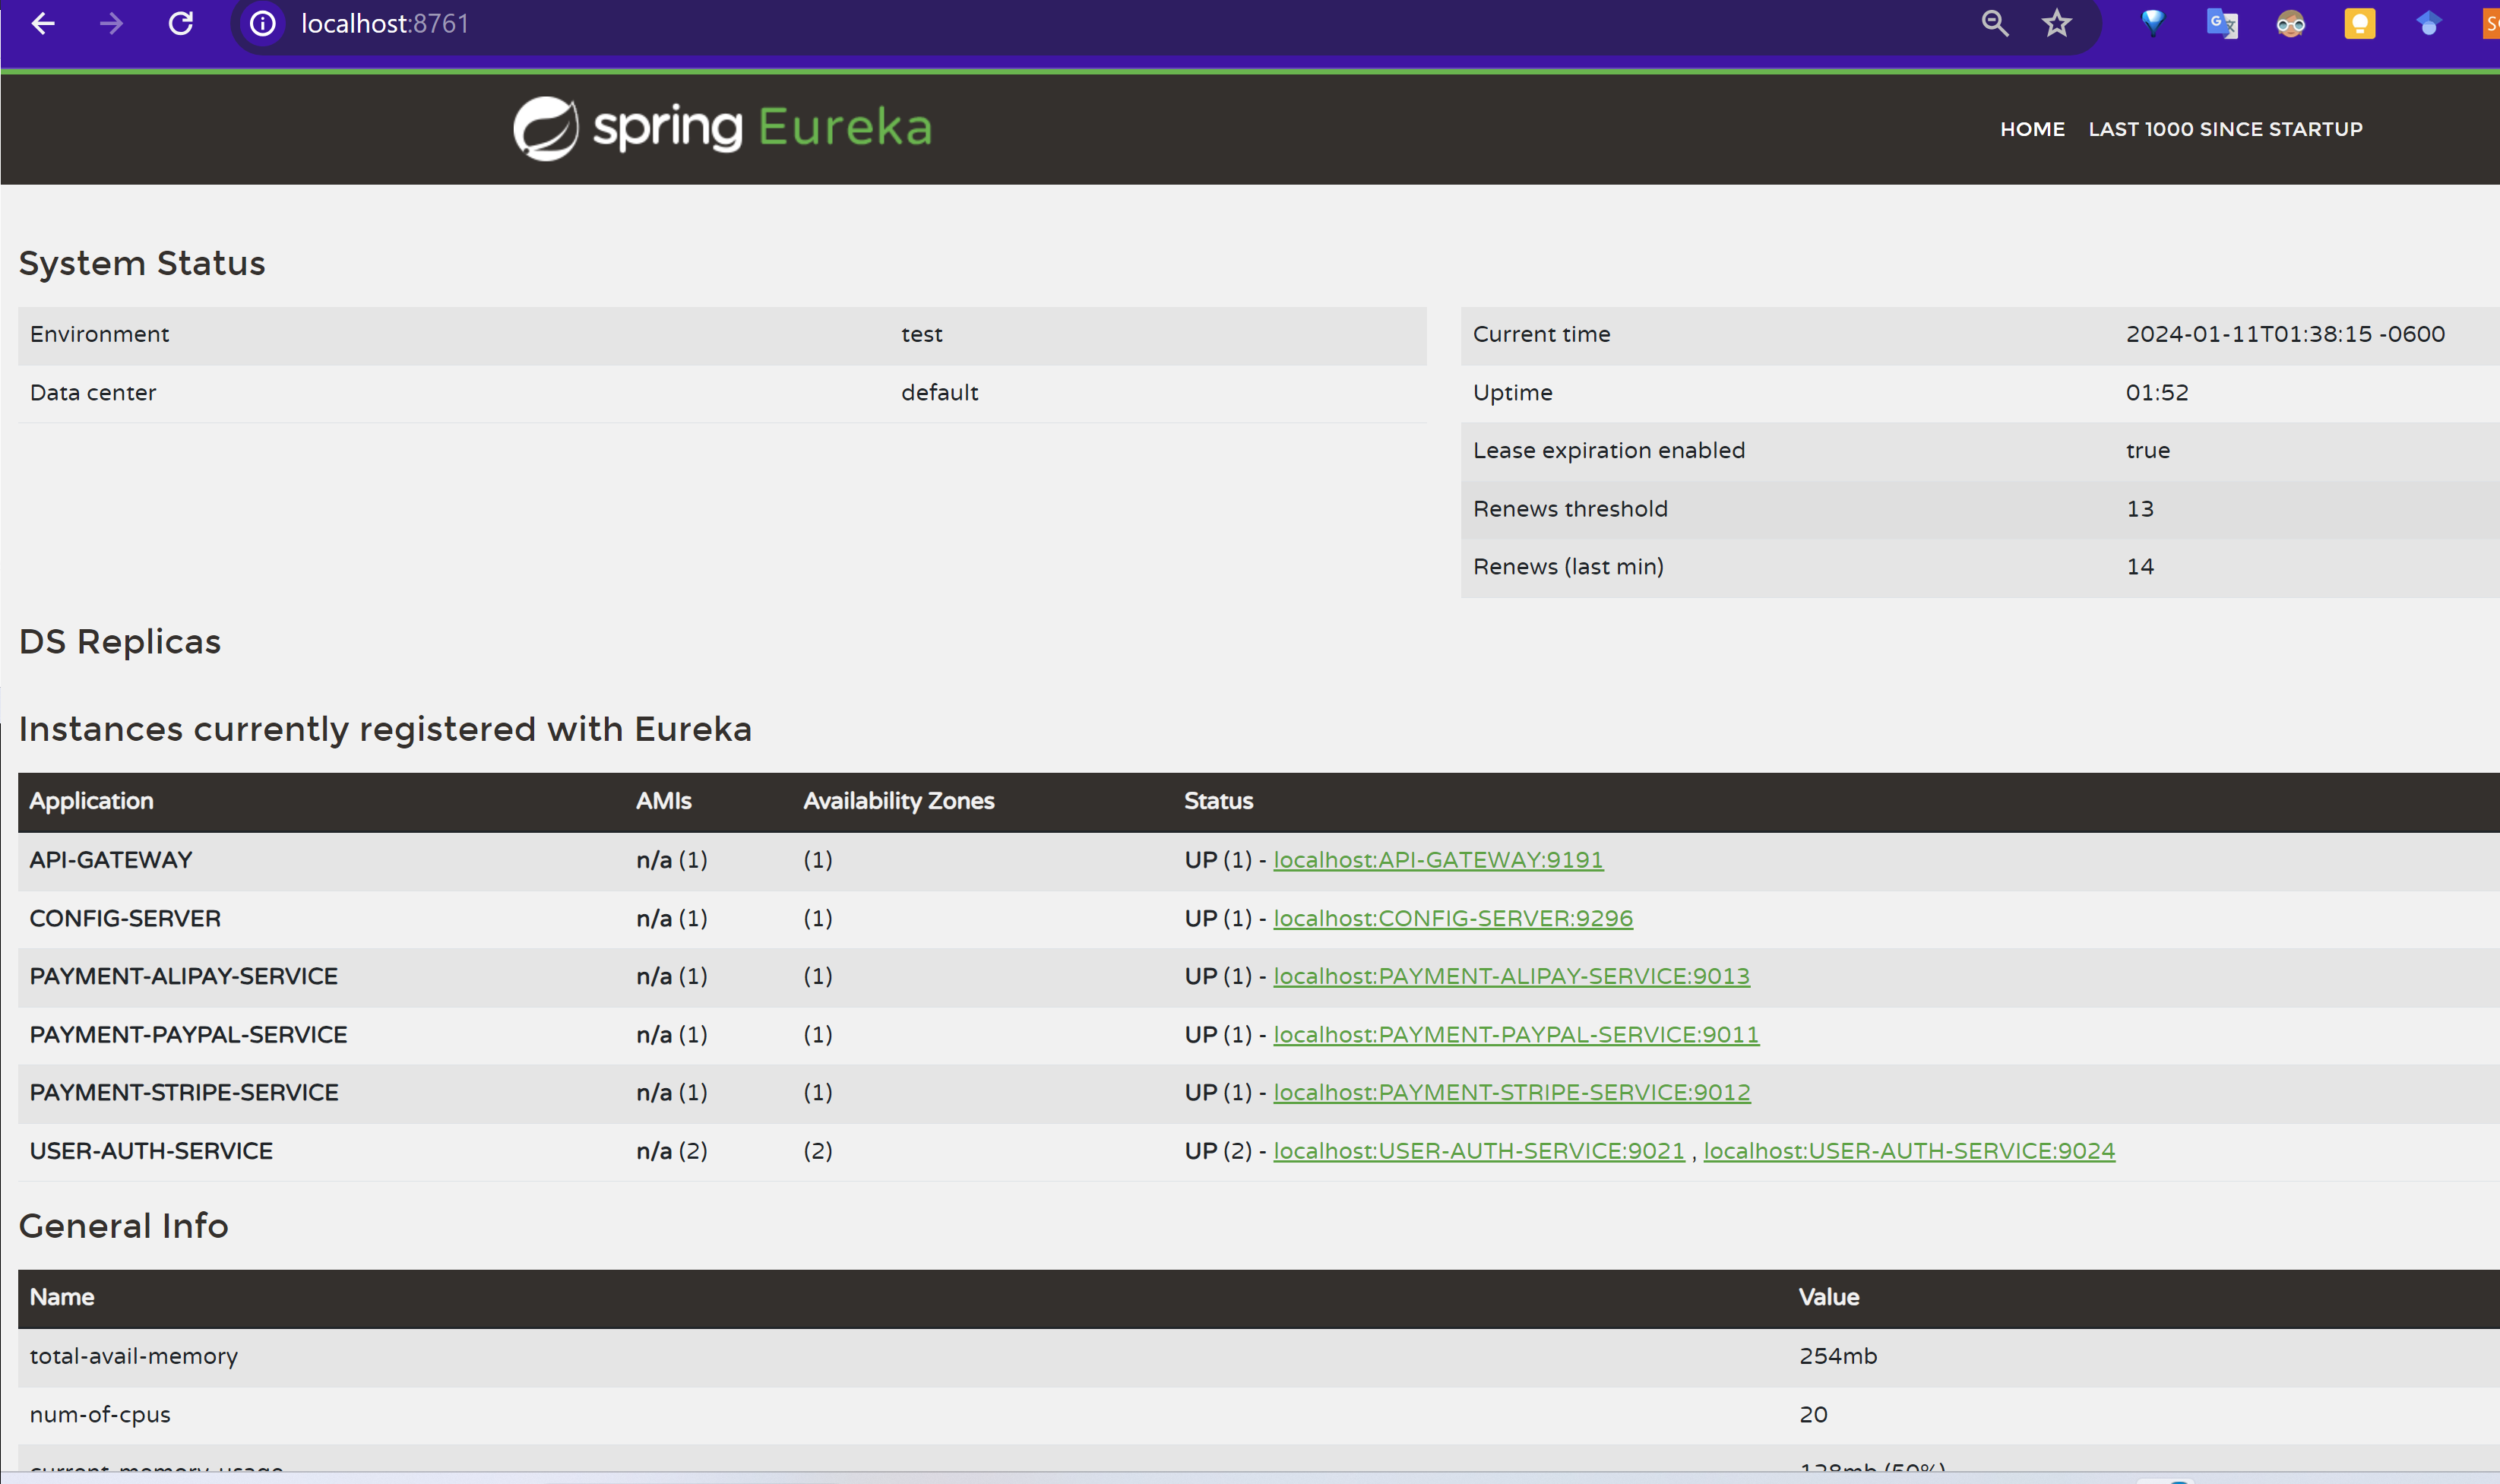 localhost:8761
spring Eureka
HOME LAST 1000 SINCE STARTUP
System Status
Environment test
Data center default
Current time 2024-01-11T01:38:15 -0600
Uptime 01:52
Lease expiration enabled true
Renews threshold 13
Renews (last min) 14
DS Replicas
Instances currently registered with Eureka
Application AMIs Availability Zones Status
API-GATEWAY n/a (1) (1) UP (1) - localhost:API-GATEWAY:9191
CONFIG-SERVER n/a (1) (1) UP (1) - localhost:CONFIG-SERVER:9296
PAYMENT-ALIPAY-SERVICE n/a (1) (1) UP (1) - localhost:PAYMENT-ALIPAY-SERVICE:9013
PAYMENT-PAYPAL-SERVICE n/a (1) (1) UP (1) - localhost:PAYMENT-PAYPAL-SERVICE:9011
PAYMENT-STRIPE-SERVICE n/a (1) (1) UP (1) - localhost:PAYMENT-STRIPE-SERVICE:9012
USER-AUTH-SERVICE n/a (2) (2) UP (2) - localhost:USER-AUTH-SERVICE:9021 , localhost:USER-AUTH-SERVICE:9024
General Info
Name Value
total-avail-memory 254mb
num-of-cpus 20
current-memory-usage 128mb (50%)